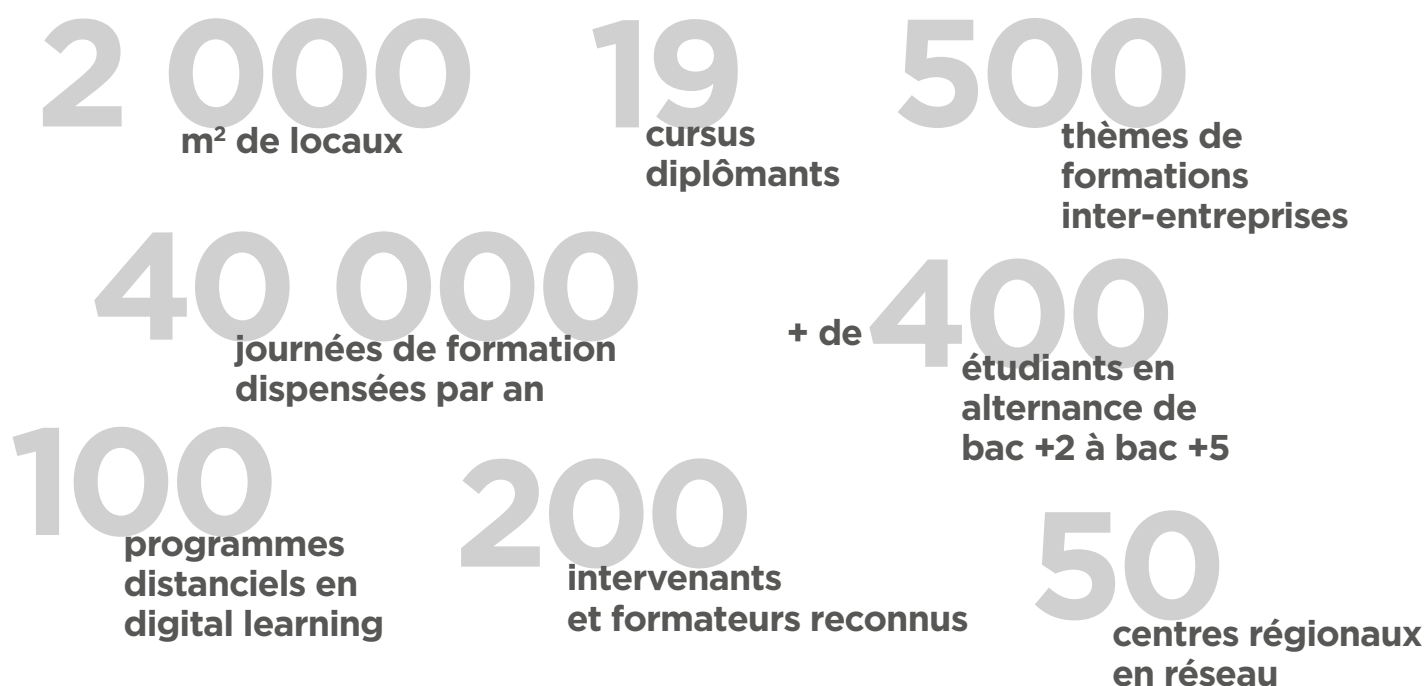 2 000
m² de locaux
19
cursus
diplômants
500
thèmes de
formations
inter-entreprises
40 000
journées de formation
dispensées par an
+ de 400
étudiants en
alternance de
bac +2 à bac +5
100
programmes
distanciels en
digital learning
200
intervenants
et formateurs reconnus
50
centres régionaux
en réseau